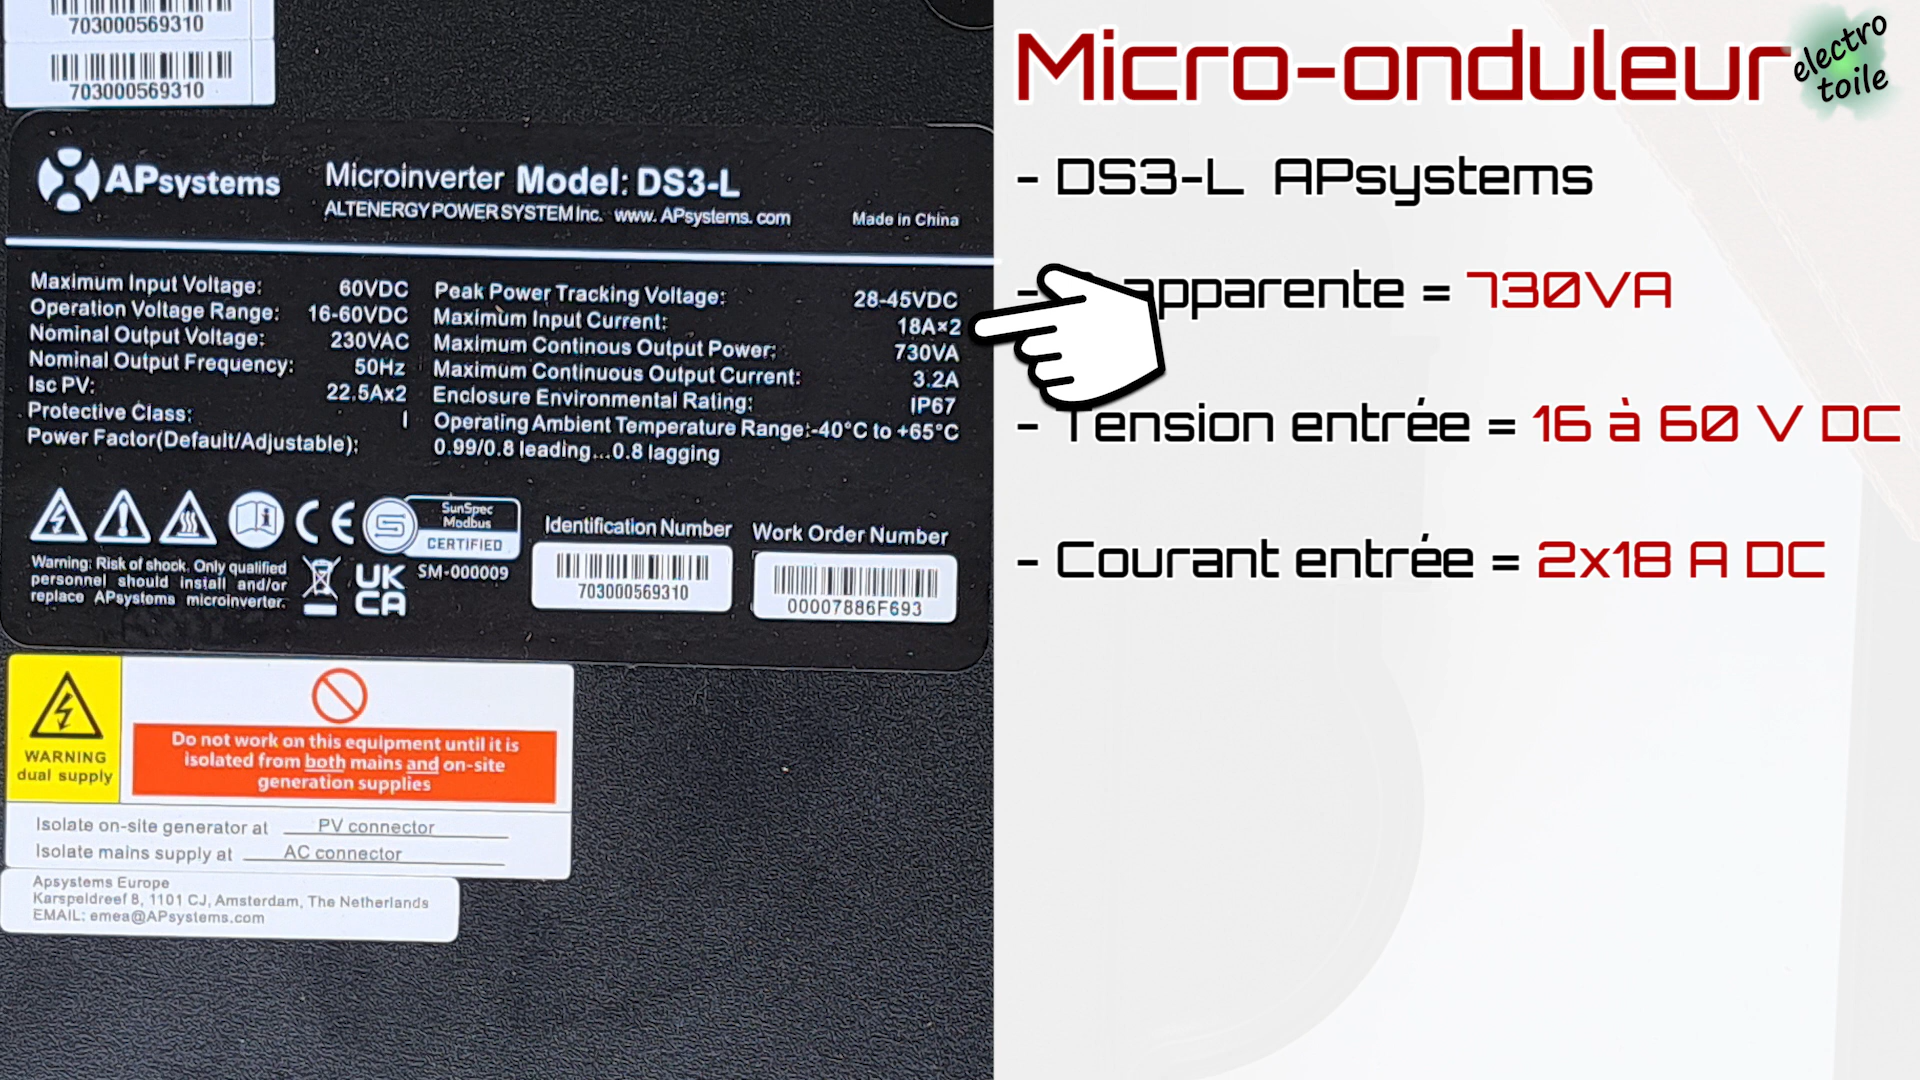 703000569310
703000569310
APsystems
Microinverter Model: DS3-L
ALTENERGY POWER SYSTEM Inc. www.APsystems.com
Made in China
Maximum Input Voltage: 60VDC
Operation Voltage Range: 16-60VDC
Nominal Output Voltage: 230VAC
Nominal Output Frequency: 50Hz
Isc PV: 22.5Ax2
Protective Class: I
Power Factor(Default/Adjustable): 0.99/0.8 leading...0.8 lagging
Peak Power Tracking Voltage: 28-45VDC
Maximum Input Current: 18A×2
Maximum Continous Output Power: 730VA
Maximum Continuous Output Current: 3.2A
Enclosure Environmental Rating: IP67
Operating Ambient Temperature Range:-40°C to +65°C
CE
SunSpec
Modbus
CERTIFIED
SM-000009
Warning: Risk of shock. Only qualified
personnel should install and/or
replace APsystems microinverter.
UK
CA
Identification Number
703000569310
Work Order Number
00007886F693
WARNING
dual supply
Do not work on this equipment until it is
isolated from both mains and on-site
generation supplies
Isolate on-site generator at PV connector
Isolate mains supply at AC connector
Apsystems Europe
Karspeldreef 8, 1101 CJ, Amsterdam, The Netherlands
EMAIL: emea@APsystems.com
Micro-onduleur
electro
toile
- DS3-L APsystems
- apparente = 730VA
- Tension entrée = 16 à 60 V DC
- Courant entrée = 2x18 A DC